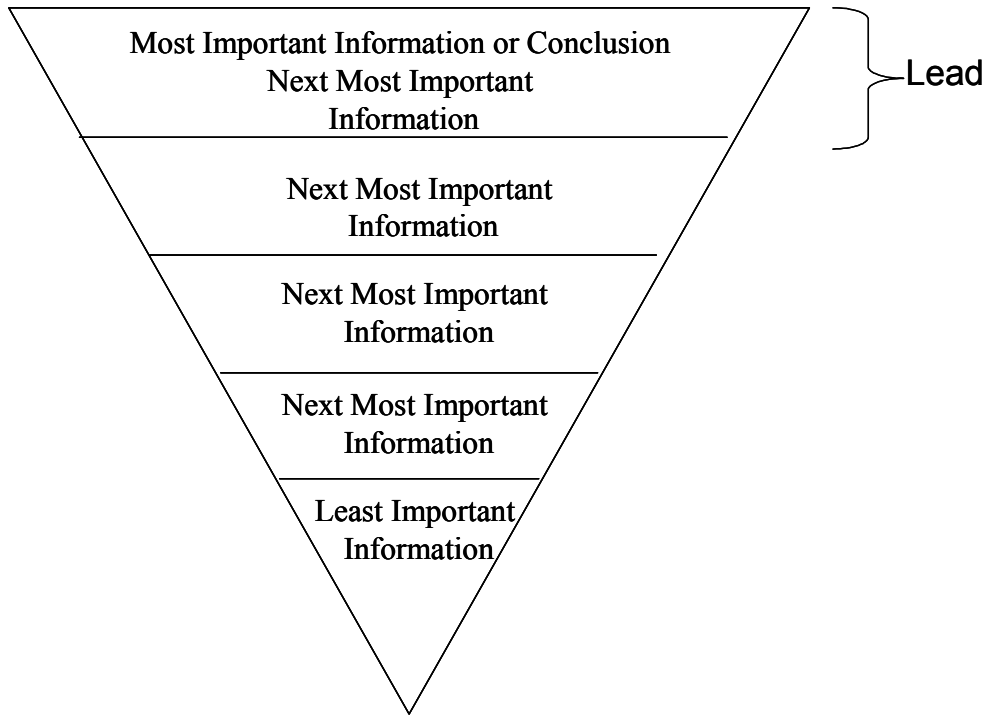 Most Important Information or Conclusion
Next Most Important
Information
Lead
Next Most Important
Information
Next Most Important
Information
Next Most Important
Information
Least Important
Information